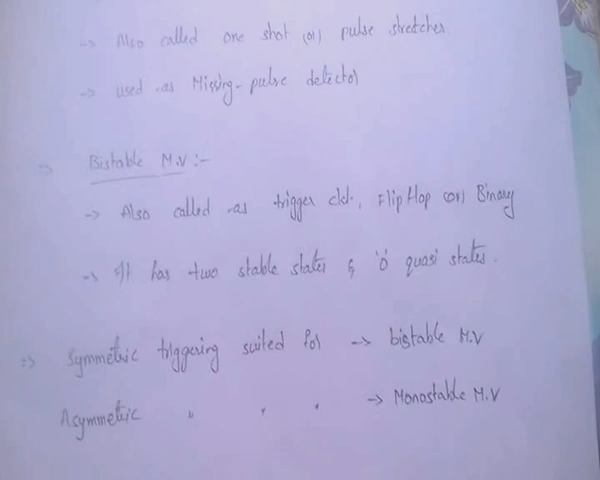 -> Also called one shot (or) pulse stretcher
-> used as Missing-pulse detector
=> Bistable M.V :-
-> Also called as trigger ckt, Flip flop (or) Binary
-> It has two stable states & 'o' quasi states.
=> Symmetric triggering suited for -> bistable M.V
Asymmetric " " " -> Monostable M.V